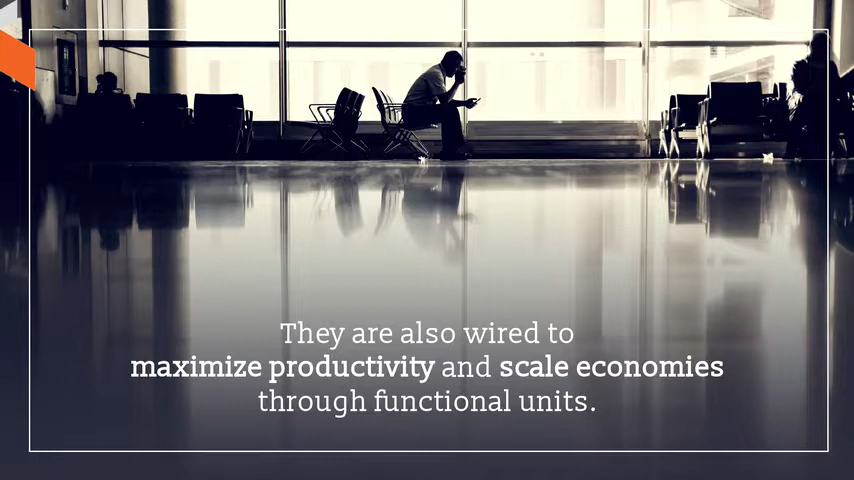 They are also wired to
maximize productivity and scale economies
through functional units.